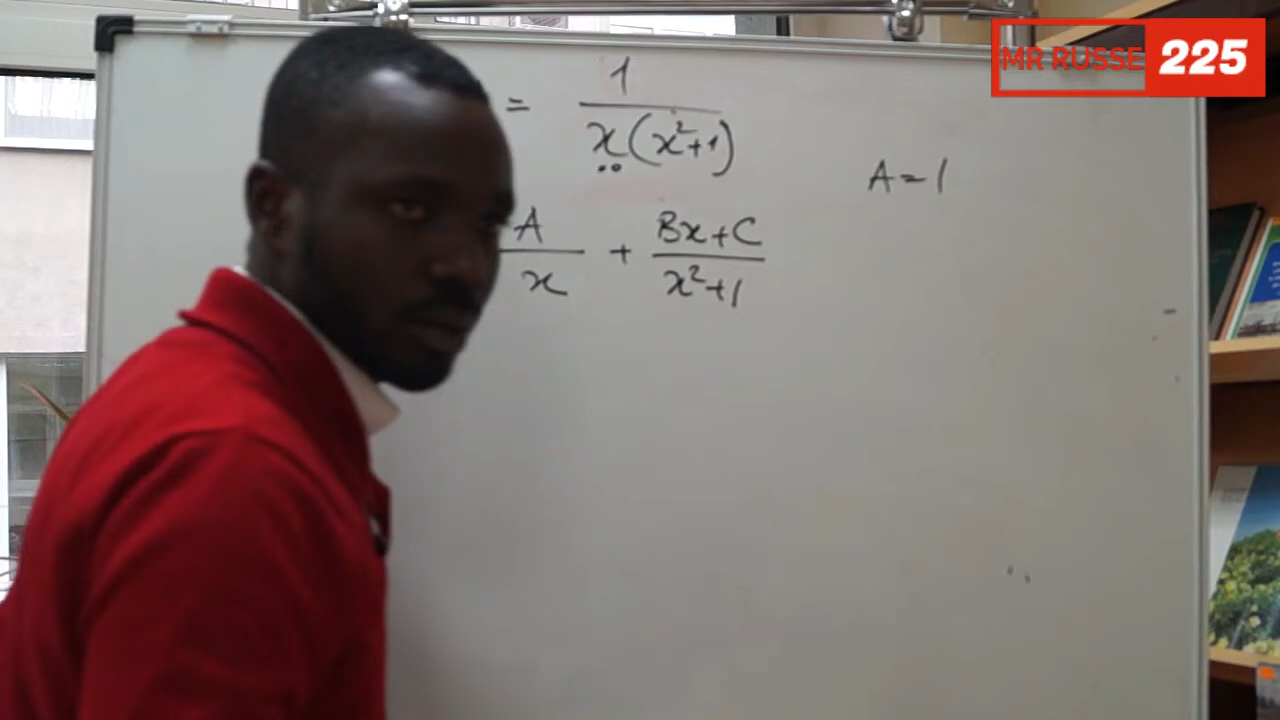 MR RUSSE 225
= 1/(x(x²+1))
A=1
A/x + (Bx+C)/(x²+1)